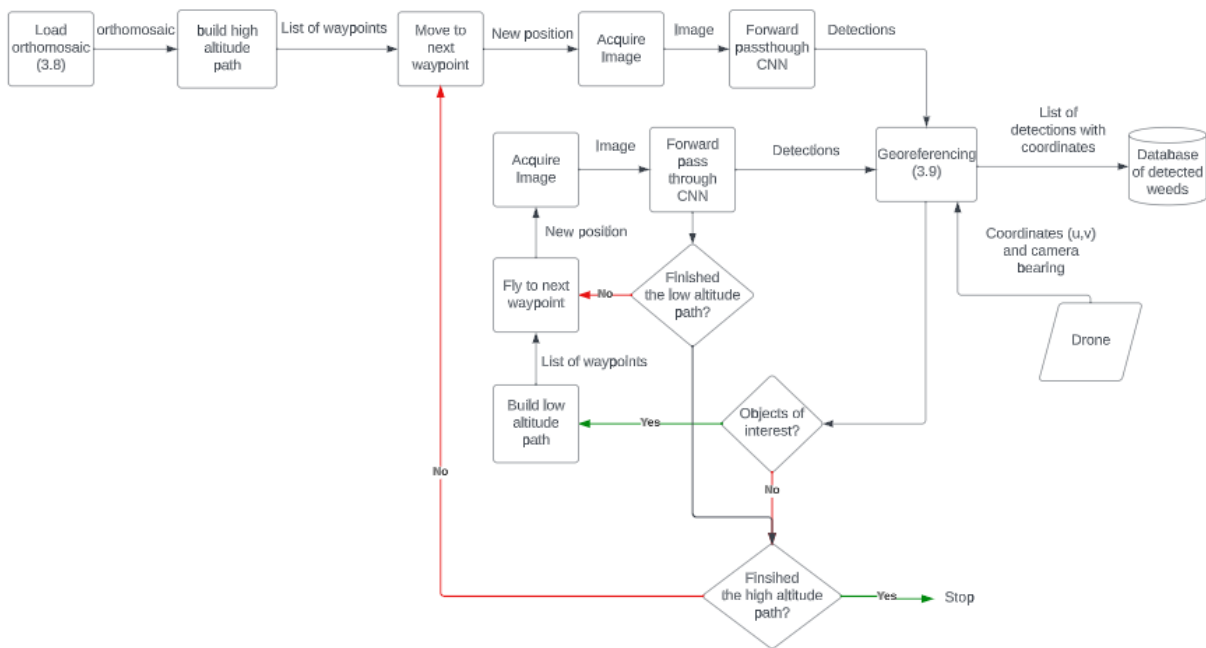 Load
orthomosaic
(3.8)
orthomosaic
build high
altitude
path
List of waypoints
Move to
next
waypoint
New position
Acquire
Image
Image
Forward
passthough
CNN
Detections
Acquire
Image
Image
Forward
pass
through
CNN
Detections
Georeferencing
(3.9)
List of
detections with
coordinates
Database
of detected
weeds
New position
Coordinates (u,v)
and camera
bearing
Fly to next
waypoint
No
Finished
the low altitude
path?
Drone
List of waypoints
Build low
altitude
path
Yes
Objects of
interest?
No
No
Finsihed
the high altitude
path?
Yes
Stop